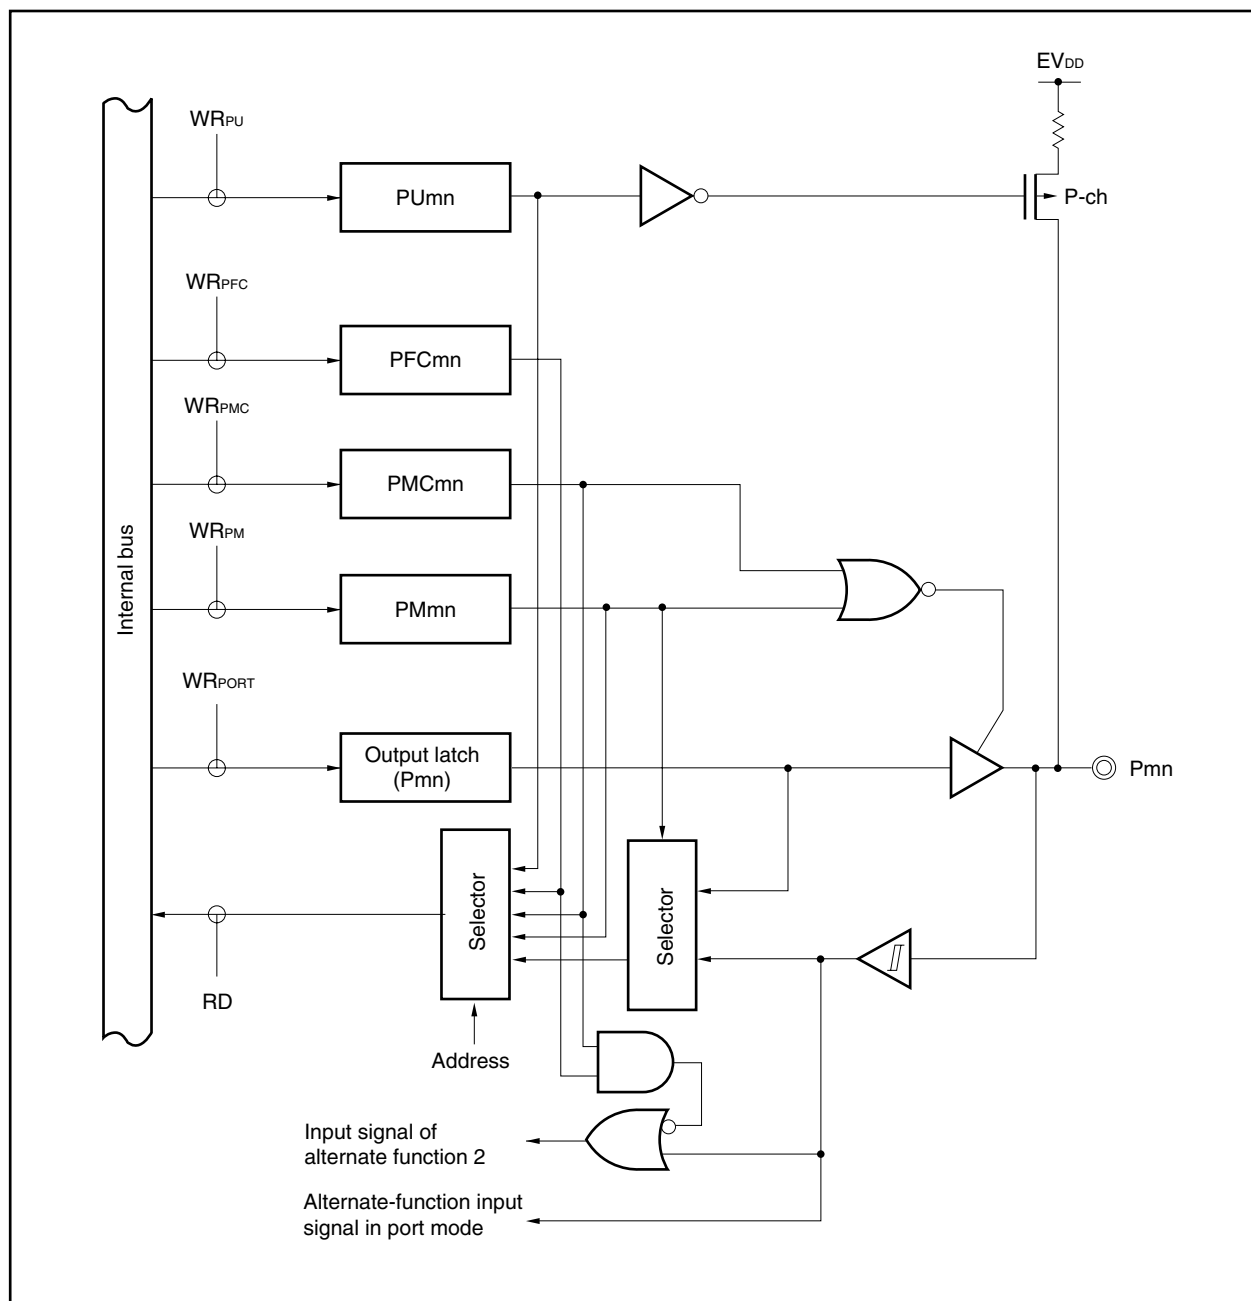 EVDD
WRPU
PUmn
P-ch
WRPFC
PFCmn
WRPMC
PMCmn
WRPM
PMmn
Internal bus
WRPORT
Output latch
(Pmn)
Pmn
Selector
Selector
RD
Address
Input signal of
alternate function 2
Alternate-function input
signal in port mode